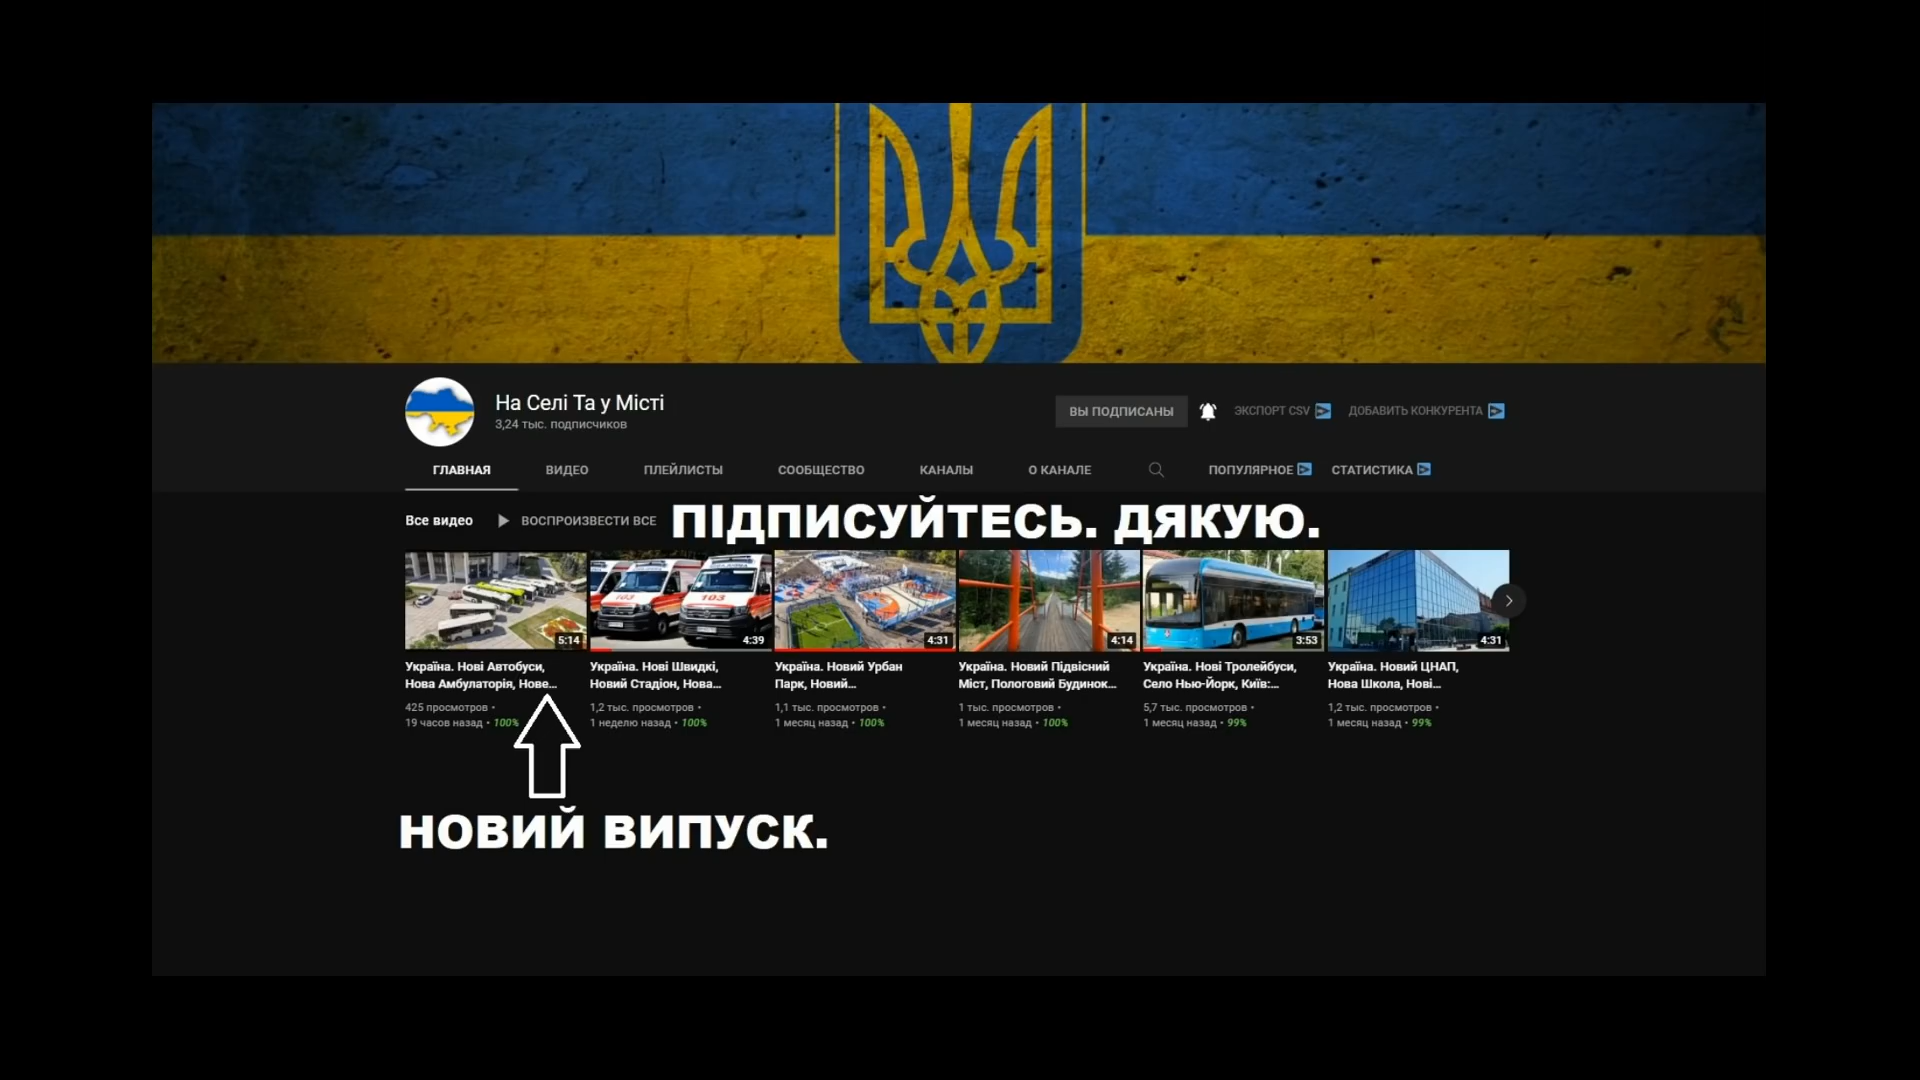 На Селі Та у Місті
3,24 тыс. подписчиков
ВЫ ПОДПИСАНЫ
ЭКСПОРТ CSV
ДОБАВИТЬ КОНКУРЕНТА
ГЛАВНАЯ
ВИДЕО
ПЛЕЙЛИСТЫ
СООБЩЕСТВО
КАНАЛЫ
О КАНАЛЕ
ПОПУЛЯРНОЕ
СТАТИСТИКА
Все видео
ВОСПРОИЗВЕСТИ ВСЕ
ПІДПИСУЙТЕСЬ. ДЯКУЮ.
103
103
5:14
4:39
4:31
4:14
3:53
4:31
Україна. Нові Автобуси,
Нова Амбулаторія, Нове...
425 просмотров •
19 часов назад • 100%
Україна. Нові Швидкі,
Новий Стадіон, Нова...
1,2 тыс. просмотров •
1 неделю назад • 100%
Україна. Новий Урбан
Парк, Новий...
1,1 тыс. просмотров •
1 месяц назад • 100%
Україна. Новий Підвісний
Міст, Пологовий Будинок...
1 тыс. просмотров •
1 месяц назад • 100%
Україна. Нові Тролейбуси,
Село Нью-Йорк, Київ:...
5,7 тыс. просмотров •
1 месяц назад • 99%
Україна. Новий ЦНАП,
Нова Школа, Нові...
1,2 тыс. просмотров •
1 месяц назад • 99%
НОВИЙ ВИПУСК.